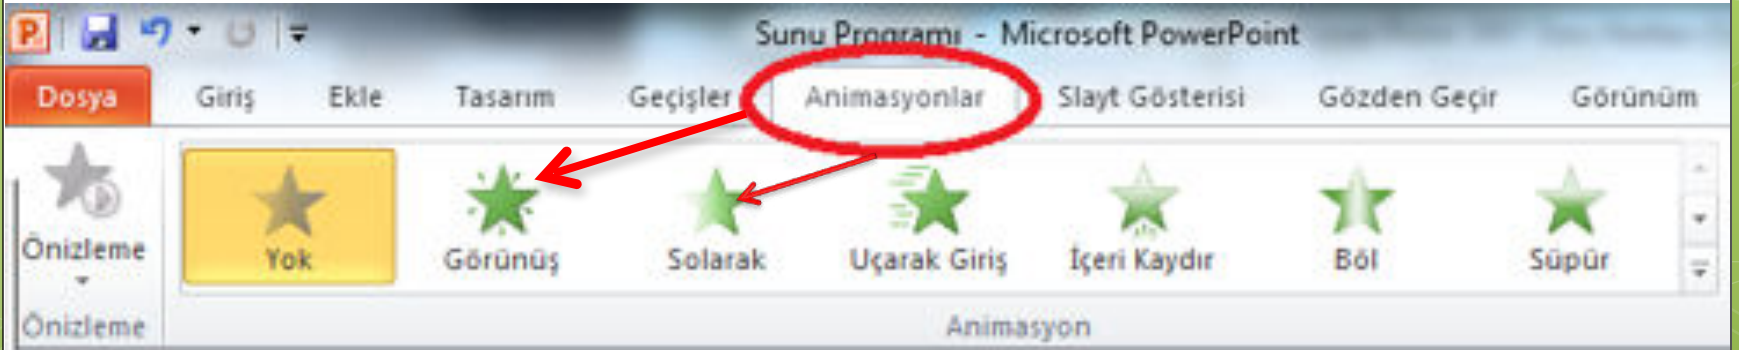 Sunu Programı - Microsoft PowerPoint
Dosya Giriş Ekle Tasarım Geçişler Animasyonlar Slayt Gösterisi Gözden Geçir Görünüm
Önizleme Yok Görünüş Solarak Uçarak Giriş İçeri Kaydır Böl Süpür
Önizleme Animasyon